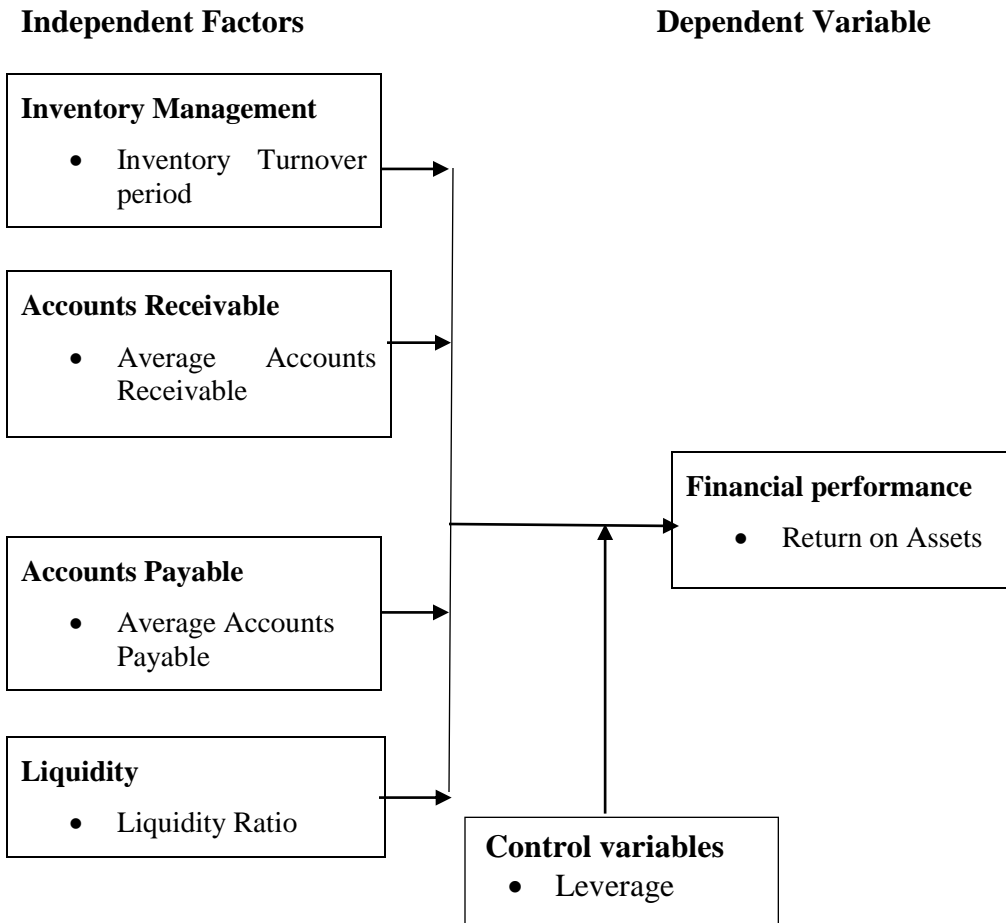 Independent Factors
Dependent Variable
Inventory Management
• Inventory Turnover
period
Accounts Receivable
• Average Accounts
Receivable
Financial performance
• Return on Assets
Accounts Payable
• Average Accounts
Payable
Liquidity
• Liquidity Ratio
Control variables
• Leverage